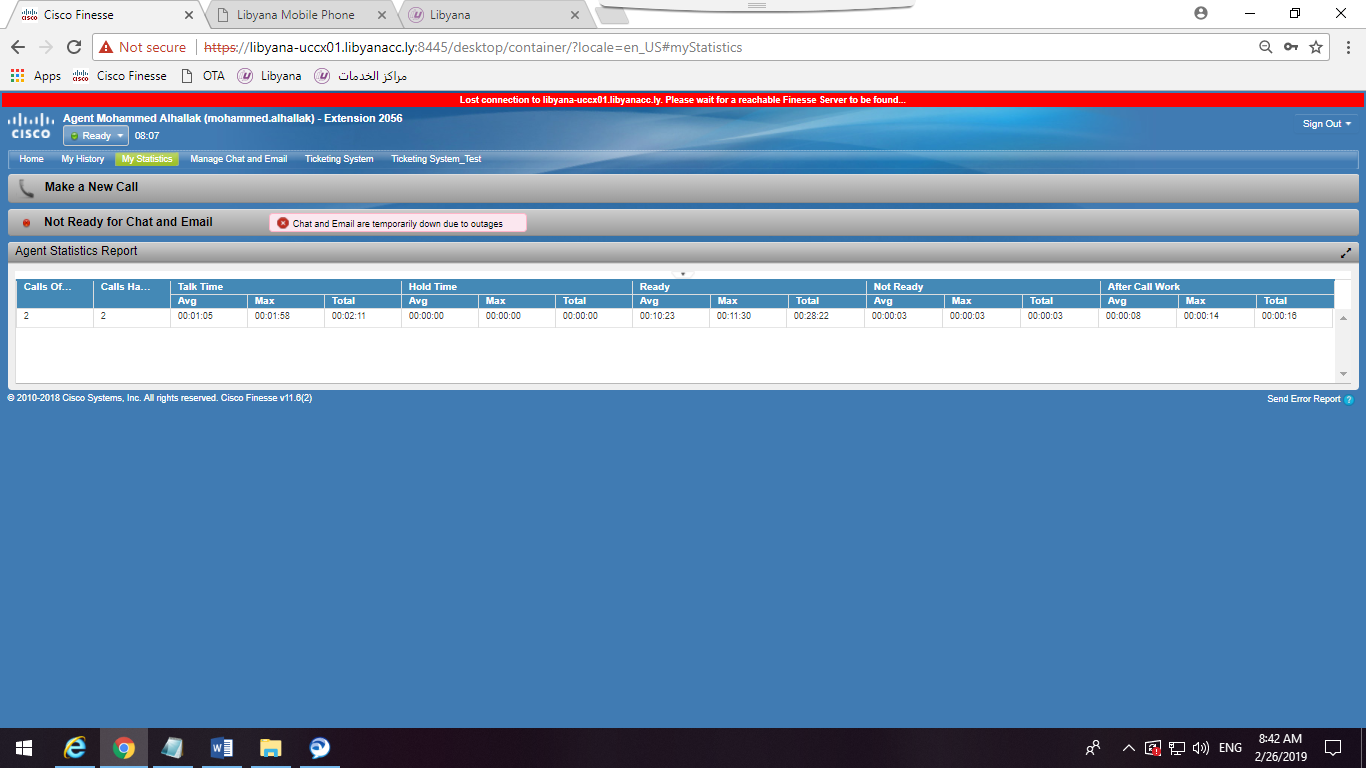 Cisco Finesse
Libyana Mobile Phone
Libyana
Not secure
https://libyana-uccx01.libyanacc.ly:8445/desktop/container/?locale=en_US#myStatistics
Apps
Cisco Finesse
OTA
Libyana
مراكز الخدمات
Lost connection to libyana-uccx01.libyanacc.ly. Please wait for a reachable Finesse Server to be found...
CISCO
Agent Mohammed Alhallak (mohammed.alhallak) - Extension 2056
Ready 08:07
Sign Out
Home My History My Statistics Manage Chat and Email Ticketing System Ticketing System_Test
Make a New Call
Not Ready for Chat and Email Chat and Email are temporarily down due to outages
Agent Statistics Report
Calls Of... Calls Ha... Talk Time Hold Time Ready Not Ready After Call Work
Avg Max Total Avg Max Total Avg Max Total Avg Max Total Avg Max Total
2 2 00:01:05 00:01:58 00:02:11 00:00:00 00:00:00 00:00:00 00:10:23 00:11:30 00:28:22 00:00:03 00:00:03 00:00:03 00:00:08 00:00:14 00:00:16
© 2010-2018 Cisco Systems, Inc. All rights reserved. Cisco Finesse v11.6(2)
Send Error Report ?
ENG
8:42 AM
2/26/2019